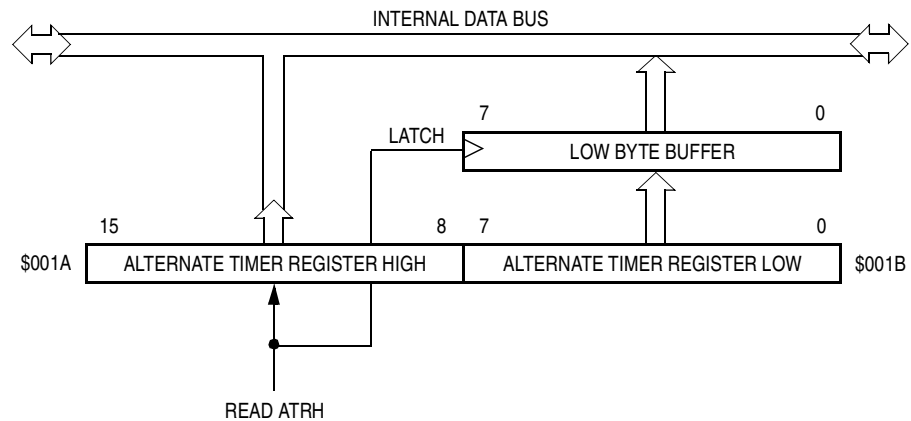 INTERNAL DATA BUS
7 0
LATCH
LOW BYTE BUFFER
15 8 7 0
$001A ALTERNATE TIMER REGISTER HIGH ALTERNATE TIMER REGISTER LOW $001B
READ ATRH